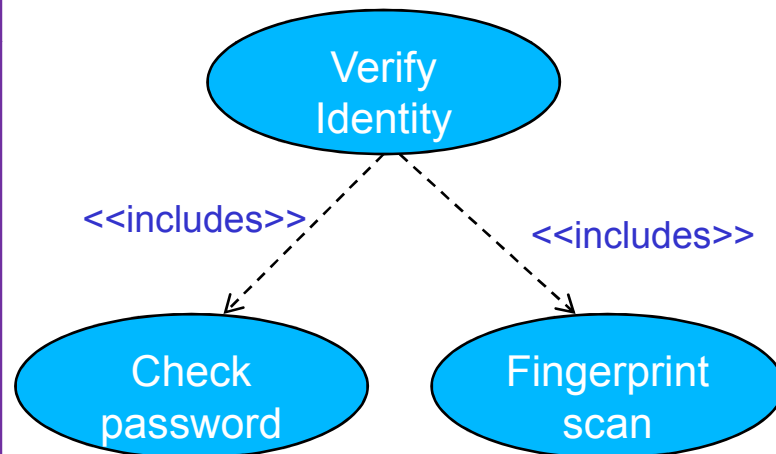 Verify
Identity
<<includes>>
<<includes>>
Check
password
Fingerprint
scan